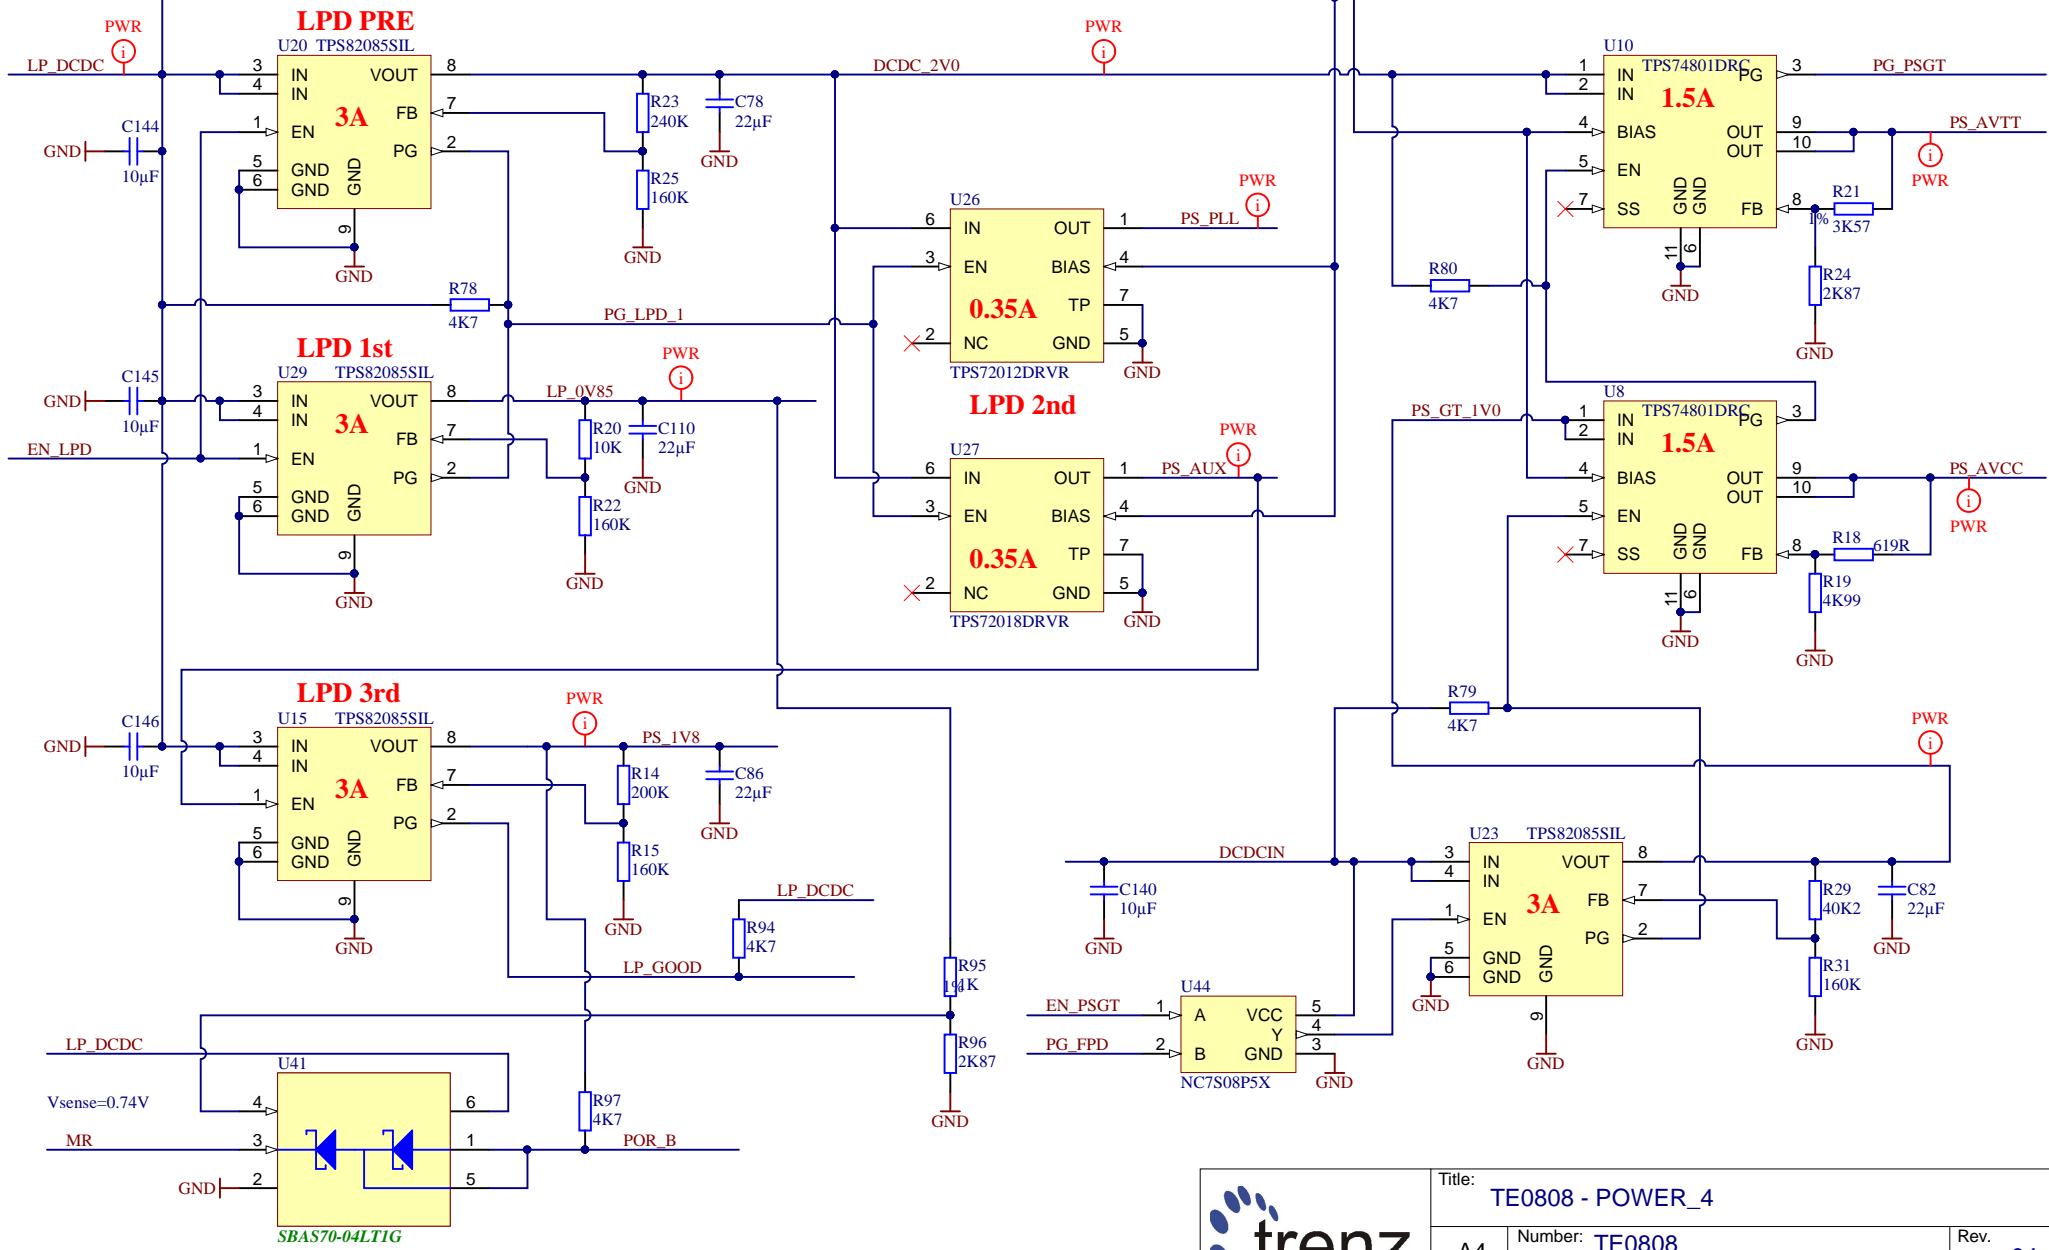 LPD PRE
U20 TPS82085SIL
PWR
LP_DCDC
3 IN VOUT 8
4 IN
3A
FB 7
1 EN
PG 2
5 GND
6 GND
GND
9
GND
C144
10µF
GND
R23
240K
C78
22µF
GND
R25
160K
GND
DCDC_2V0
PWR
R78
4K7
PG_LPD_1
LPD 1st
U29 TPS82085SIL
C145
10µF
GND
3 IN VOUT 8
4 IN
3A
FB 7
EN_LPD
1 EN
PG 2
5 GND
6 GND
GND
9
GND
LP_0V85
PWR
R20
10K
C110
22µF
GND
R22
160K
GND
U26
6 IN OUT 1
3 EN BIAS 4
0.35A
TP 7
2 NC GND 5
TPS72012DRVR
GND
PS_PLL
PWR
LPD 2nd
U27
6 IN OUT 1
3 EN BIAS 4
0.35A
TP 7
2 NC GND 5
TPS72018DRVR
GND
PS_AUX
PWR
U10
TPS74801DRC
1 IN PG 3
2 IN
1.5A
4 BIAS OUT 9
OUT 10
5 EN
7 SS FB 8
GND
GND
11
6
GND
PG_PSGT
PS_AVTT
PWR
R21
1%
3K57
R24
2K87
GND
R80
4K7
U8
TPS74801DRC
PS_GT_1V0
1 IN PG 3
2 IN
1.5A
4 BIAS OUT 9
OUT 10
5 EN
7 SS FB 8
GND
GND
11
6
GND
PS_AVCC
PWR
R18
619R
R19
4K99
GND
LPD 3rd
U15 TPS82085SIL
C146
10µF
GND
3 IN VOUT 8
4 IN
3A
FB 7
1 EN
PG 2
5 GND
6 GND
GND
9
GND
PWR
PS_1V8
R14
200K
C86
22µF
GND
R15
160K
GND
LP_DCDC
R94
4K7
LP_GOOD
R95
1%
1K
R96
2K87
GND
R79
4K7
PWR
DCDCIN
C140
10µF
GND
U23 TPS82085SIL
3 IN VOUT 8
4 IN
3A
FB 7
1 EN
PG 2
5 GND
6 GND
GND
GND
9
GND
R29
40K2
C82
22µF
GND
R31
160K
GND
U44
EN_PSGT
1 A VCC 5
Y 4
PG_FPD
2 B GND 3
NC7S08P5X
GND
LP_DCDC
U41
Vsense=0.74V
4 6
MR
3 1
GND
2 5
R97
4K7
POR_B
SBAS70-04LT1G
trenz
Title:
TE0808 - POWER_4
A4
Number: TE0808
Rev.